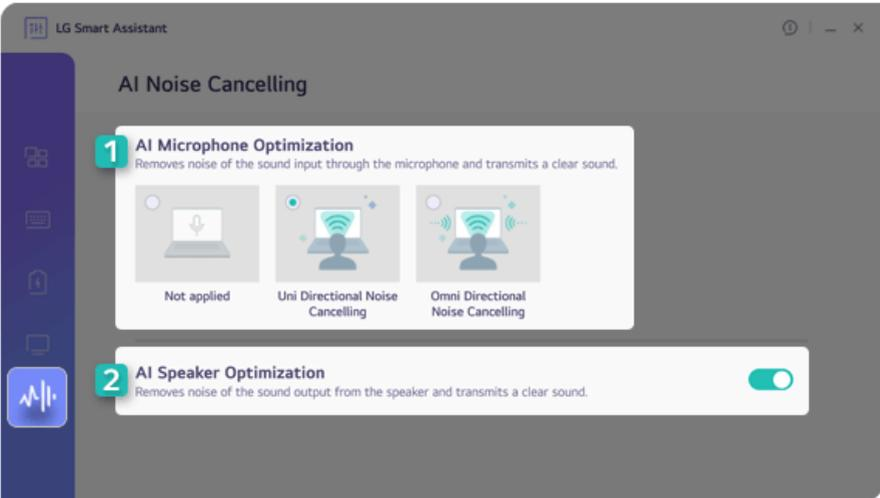 LG Smart Assistant
AI Noise Cancelling
1
AI Microphone Optimization
Removes noise of the sound input through the microphone and transmits a clear sound.
Not applied
Uni Directional Noise
Cancelling
Omni Directional
Noise Cancelling
2
AI Speaker Optimization
Removes noise of the sound output from the speaker and transmits a clear sound.